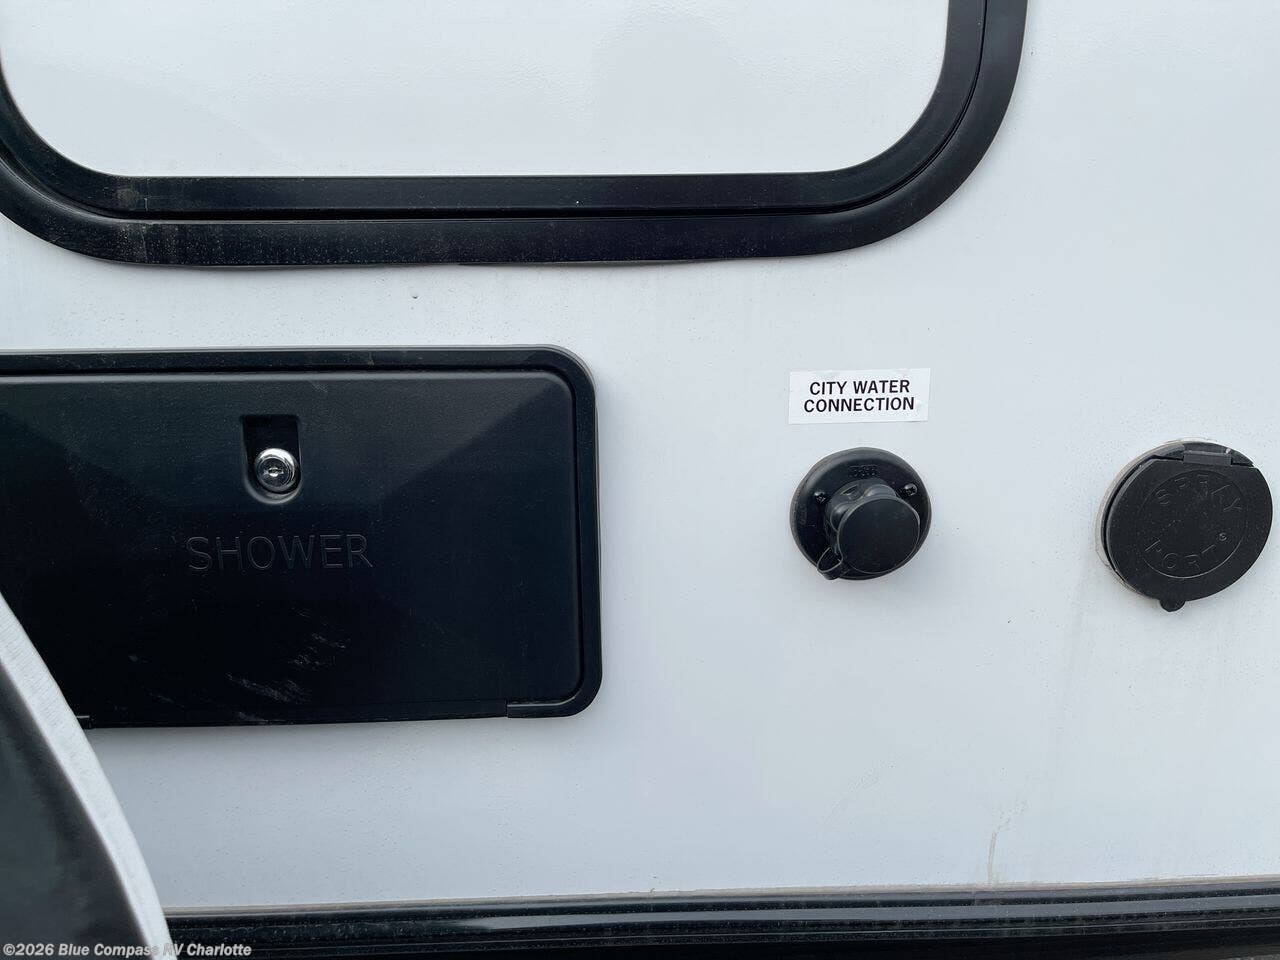 CITY WATER
CONNECTION
SHOWER
SPRAY
PORT
©2026 Blue Compass RV Charlotte